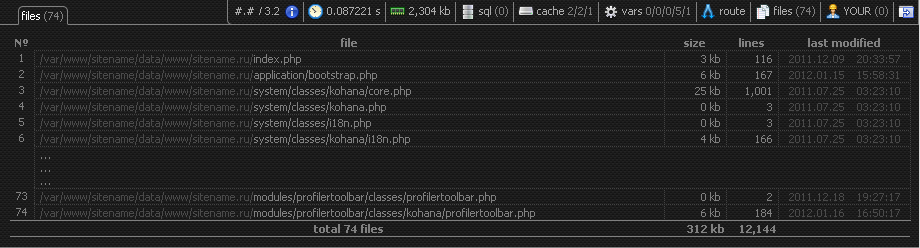 files (74) #.# / 3.2 0.087221 s 2,304 kb sql (0) cache 2/2/1 vars 0/0/0/5/1 route files (74) YOUR (0)
№ file size lines last modified
1 /var/www/sitename/data/www/sitename.ru/index.php 3 kb 116 2011.12.09 20:33:57
2 /var/www/sitename/data/www/sitename.ru/application/bootstrap.php 6 kb 167 2012.01.15 15:58:31
3 /var/www/sitename/data/www/sitename.ru/system/classes/kohana/core.php 25 kb 1,001 2011.07.25 03:23:10
4 /var/www/sitename/data/www/sitename.ru/system/classes/kohana.php 0 kb 3 2011.07.25 03:23:10
5 /var/www/sitename/data/www/sitename.ru/system/classes/i18n.php 0 kb 3 2011.07.25 03:23:10
6 /var/www/sitename/data/www/sitename.ru/system/classes/kohana/i18n.php 4 kb 166 2011.07.25 03:23:10
...
...
...
73 /var/www/sitename/data/www/sitename.ru/modules/profilertoolbar/classes/profilertoolbar.php 0 kb 2 2011.12.18 19:27:17
74 /var/www/sitename/data/www/sitename.ru/modules/profilertoolbar/classes/kohana/profilertoolbar.php 6 kb 184 2012.01.16 16:50:17
total 74 files 312 kb 12,144